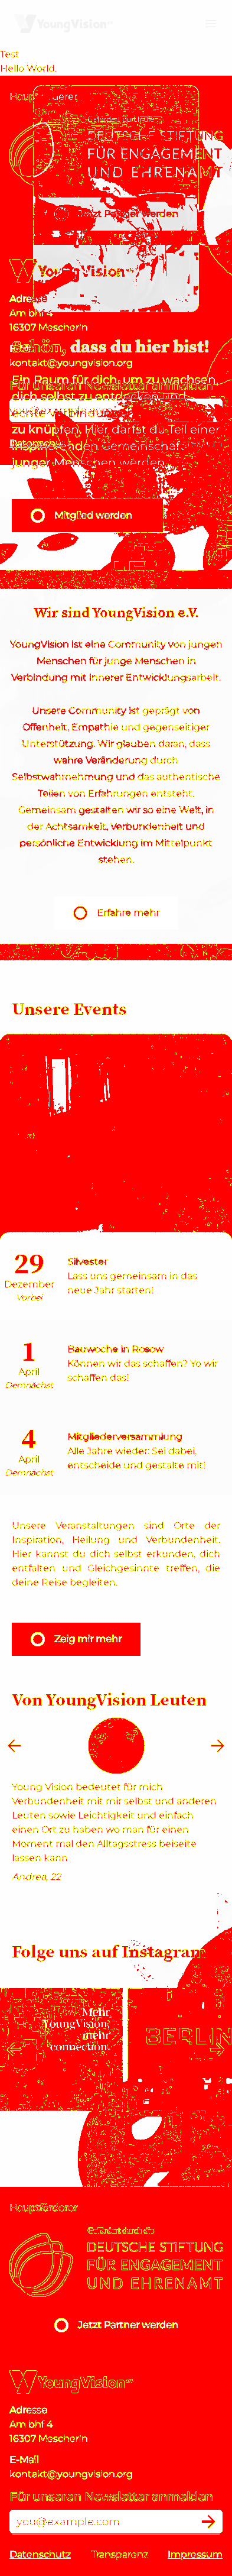 YoungVision
Test
Hello World.
Hauptförderer
DEUTSCHE STIFTUNG
FÜR ENGAGEMENT
UND EHRENAMT
Jetzt Partner werden
YoungVision
Adresse
Am bhf 4
16307 Mescherin
Schön, dass du hier bist!
kontakt@youngvision.org
Ein Raum für dich, um zu wachsen,
dich selbst zu entdecken und
echte Verbindungen
zu knüpfen. Hier darfst du Teil einer
inspirierenden Gemeinschaft
junger Menschen werden.
Mitglied werden
Wir sind YoungVision e.V.
YoungVision ist eine Community von jungen
Menschen für junge Menschen in
Verbindung mit innerer Entwicklungsarbeit.
Unsere Community ist geprägt von
Offenheit, Empathie und gegenseitiger
Unterstützung. Wir glauben daran, dass
wahre Veränderung durch
Selbstwahrnehmung und das authentische
Teilen von Erfahrungen entsteht.
Gemeinsam gestalten wir so eine Welt, in
der Achtsamkeit, Verbundenheit und
persönliche Entwicklung im Mittelpunkt
stehen.
Erfahre mehr
Unsere Events
29
Dezember
Vorbei
Silvester
Lass uns gemeinsam in das
neue Jahr starten!
1
April
Demnächst
Bauwoche in Rosow
Können wir das schaffen? Yo wir
schaffen das!
4
April
Demnächst
Mitgliederversammlung
Alle Jahre wieder: Sei dabei,
entscheide und gestalte mit!
Unsere Veranstaltungen sind Orte der
Inspiration, Heilung und Verbundenheit.
Hier kannst du dich selbst erkunden, dich
entfalten und Gleichgesinnte treffen, die
deine Reise begleiten.
Zeig mir mehr
Von YoungVision Leuten
Young Vision bedeutet für mich
Verbundenheit mit mir selbst und anderen
Leuten sowie Leichtigkeit und einfach
einen Ort zu haben wo man für einen
Moment mal den Alltagsstress beiseite
lassen kann
Andrea, 22
Folge uns auf Instagram
Mehr
YoungVision,
mehr
connection.
BERLIN
Hauptförderer
Gefördert durch
DEUTSCHE STIFTUNG
FÜR ENGAGEMENT
UND EHRENAMT
Jetzt Partner werden
YoungVision
Adresse
Am bhf 4
16307 Mescherin
E-Mail
kontakt@youngvision.org
Für unseren Newsletter anmelden
you@example.com
Datenschutz Transparenz Impressum